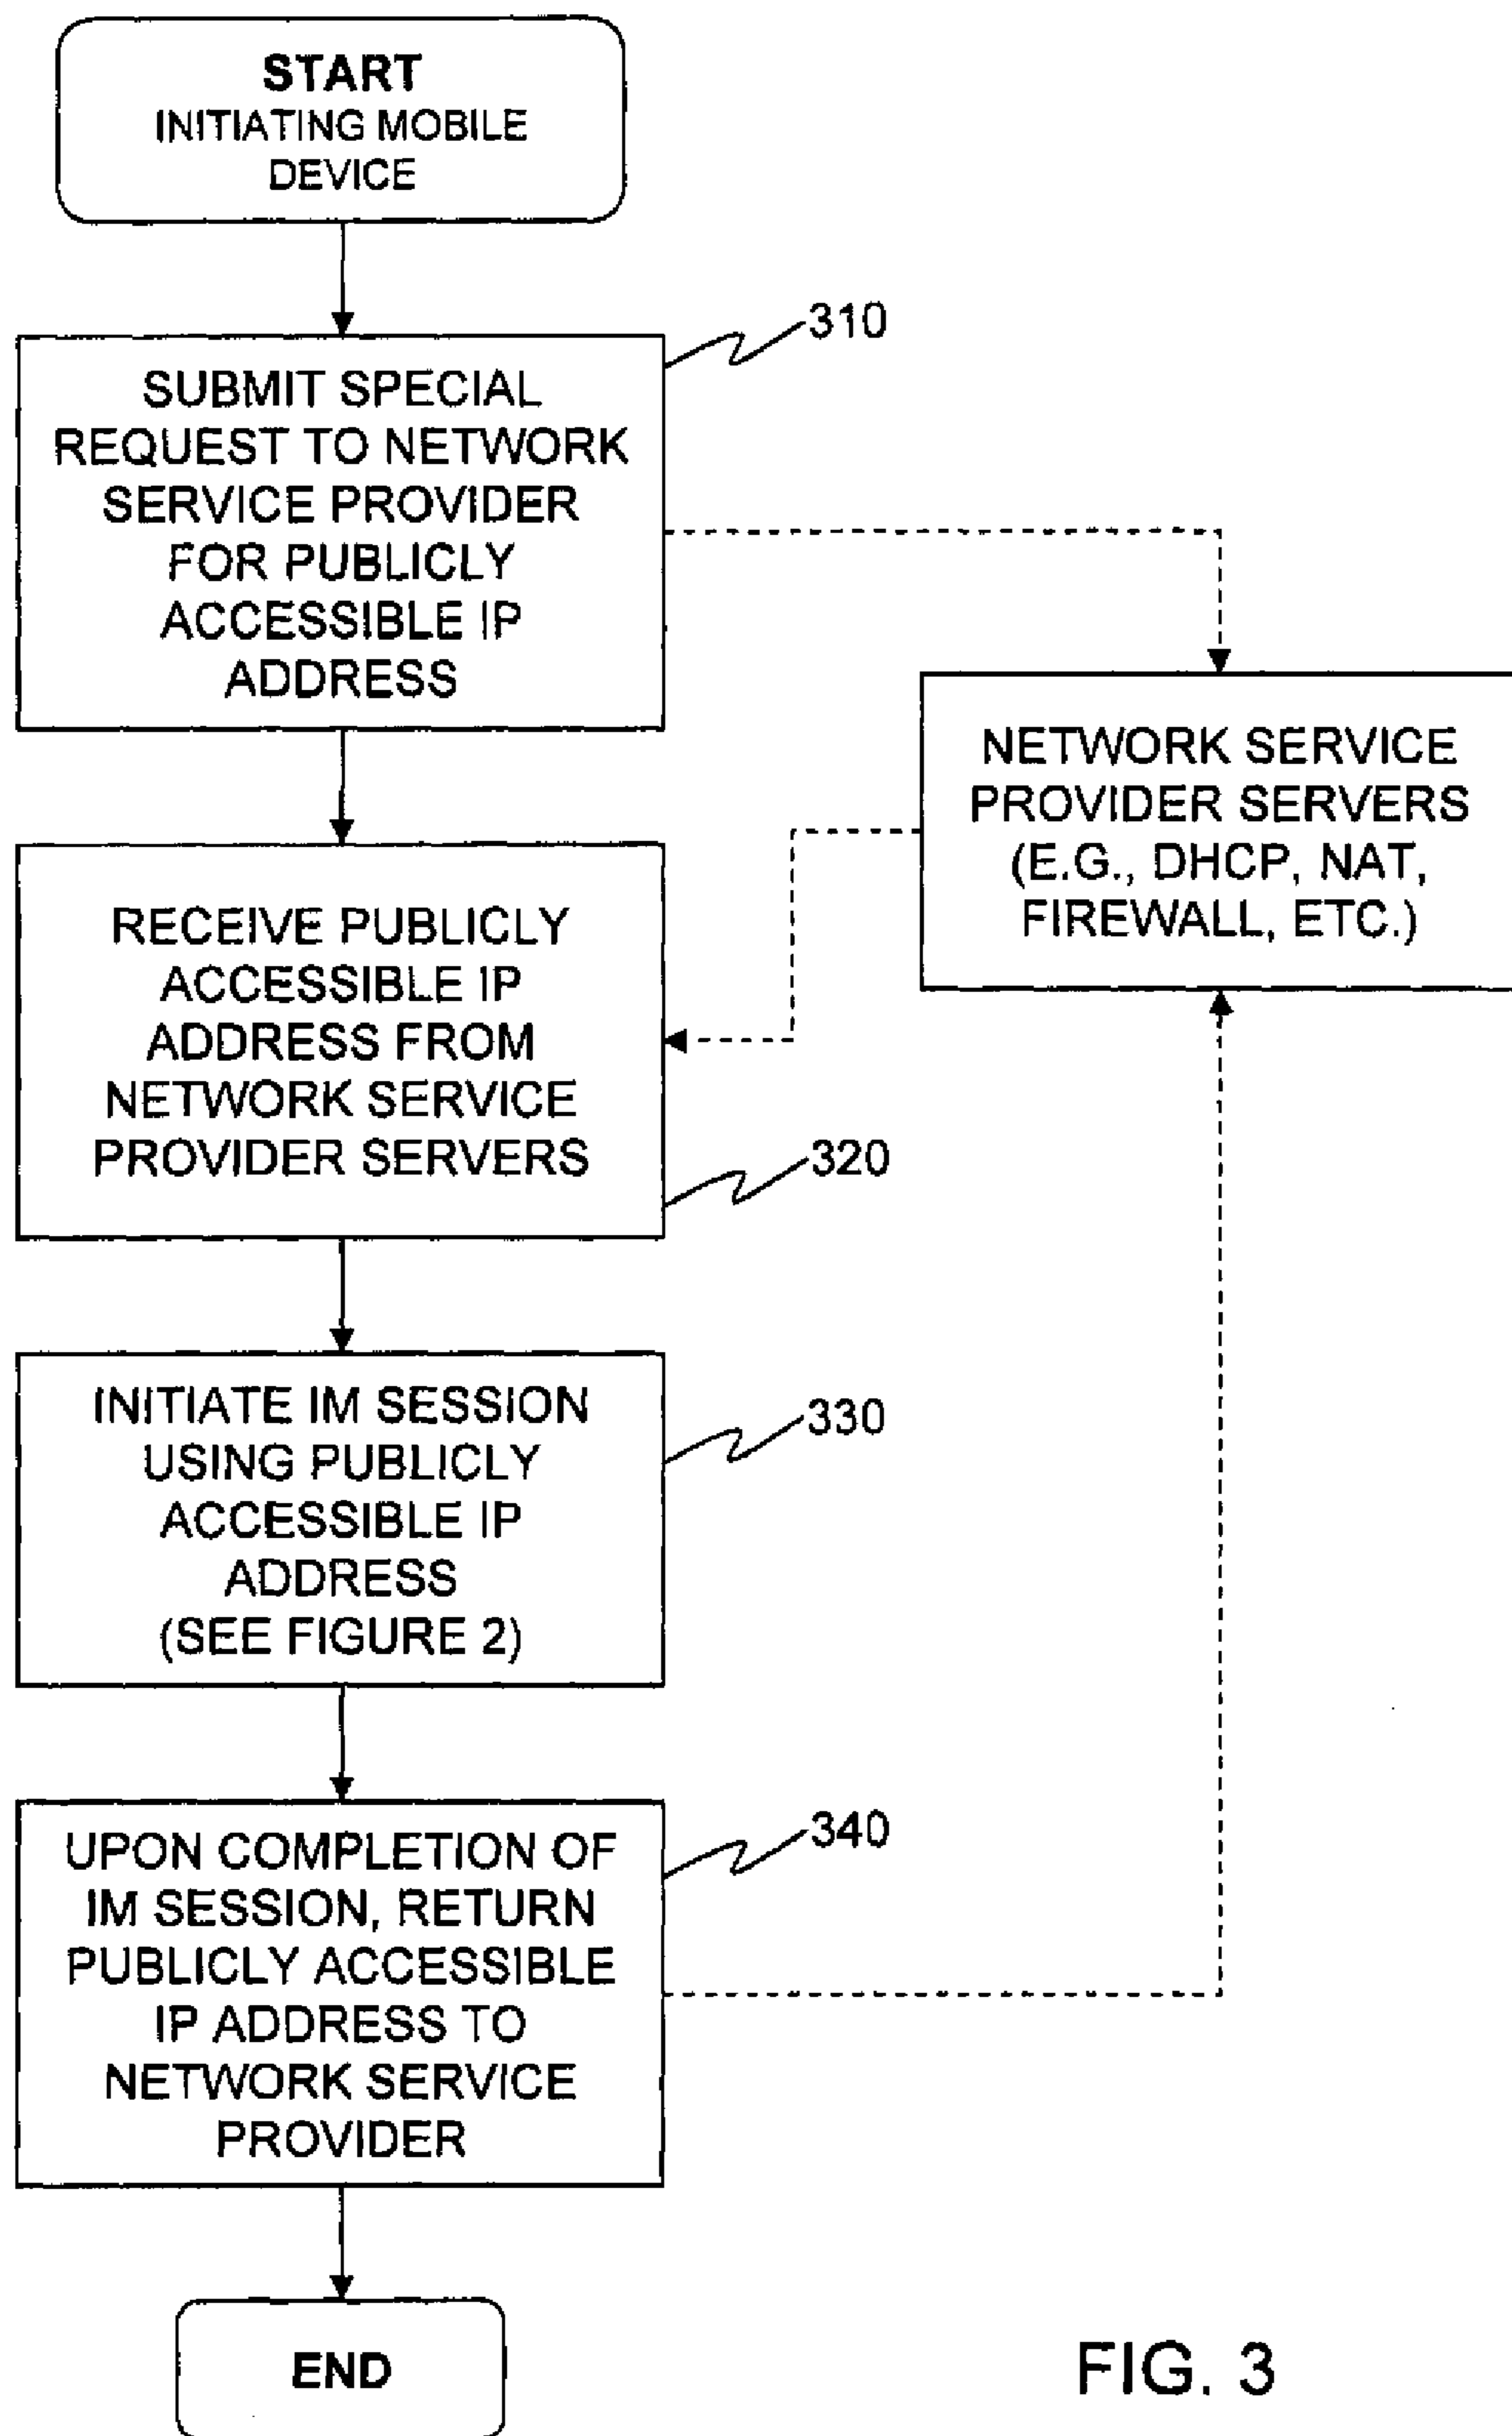 START
INITIATING MOBILE
DEVICE
310
SUBMIT SPECIAL
REQUEST TO NETWORK
SERVICE PROVIDER
FOR PUBLICLY
ACCESSIBLE IP
ADDRESS
NETWORK SERVICE
PROVIDER SERVERS
(E.G., DHCP, NAT,
FIREWALL, ETC.)
RECEIVE PUBLICLY
ACCESSIBLE IP
ADDRESS FROM
NETWORK SERVICE
PROVIDER SERVERS
320
INITIATE IM SESSION
USING PUBLICLY
ACCESSIBLE IP
ADDRESS
(SEE FIGURE 2)
330
340
UPON COMPLETION OF
IM SESSION, RETURN
PUBLICLY ACCESSIBLE
IP ADDRESS TO
NETWORK SERVICE
PROVIDER
END
FIG. 3